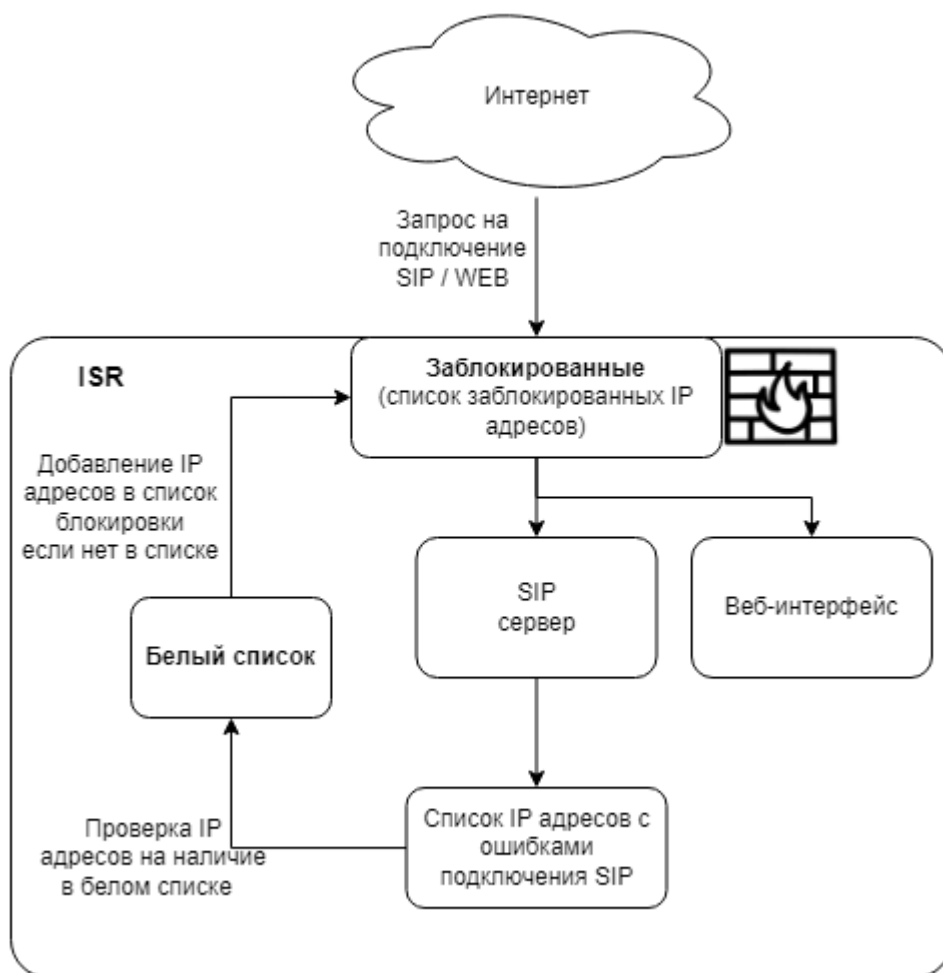 Интернет
Запрос на
подключение
SIP / WEB
ISR
Заблокированные
(список заблокированных IP
адресов)
Добавление IP
адресов в список
блокировки
если нет в списке
SIP
сервер
Веб-интерфейс
Белый список
Список IP адресов с
ошибками
подключения SIP
Проверка IP
адресов на наличие
в белом списке